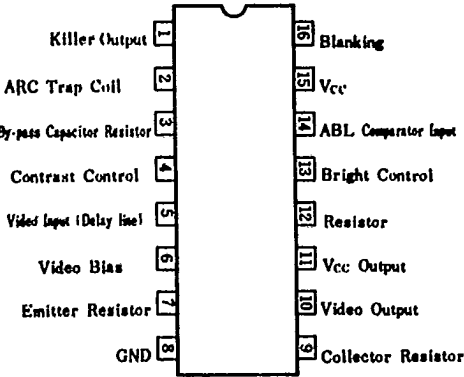 Killer Output 1
16 Blanking
ARC Trap Coil 2
15 Vcc
By-pass Capacitor Resistor 3
14 ABL Comparator Input
Contrast Control 4
13 Bright Control
Video Input (Delay line) 5
12 Resistor
Video Bias 6
11 Vcc Output
Emitter Resistor 7
10 Video Output
GND 8
9 Collector Resistor